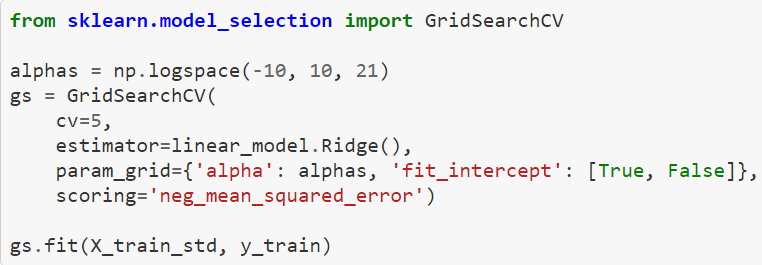 from sklearn.model_selection import GridSearchCV
alphas = np.logspace(-10, 10, 21)
gs = GridSearchCV(
    cv=5,
    estimator=linear_model.Ridge(),
    param_grid={'alpha': alphas, 'fit_intercept': [True, False]},
    scoring='neg_mean_squared_error')
gs.fit(X_train_std, y_train)